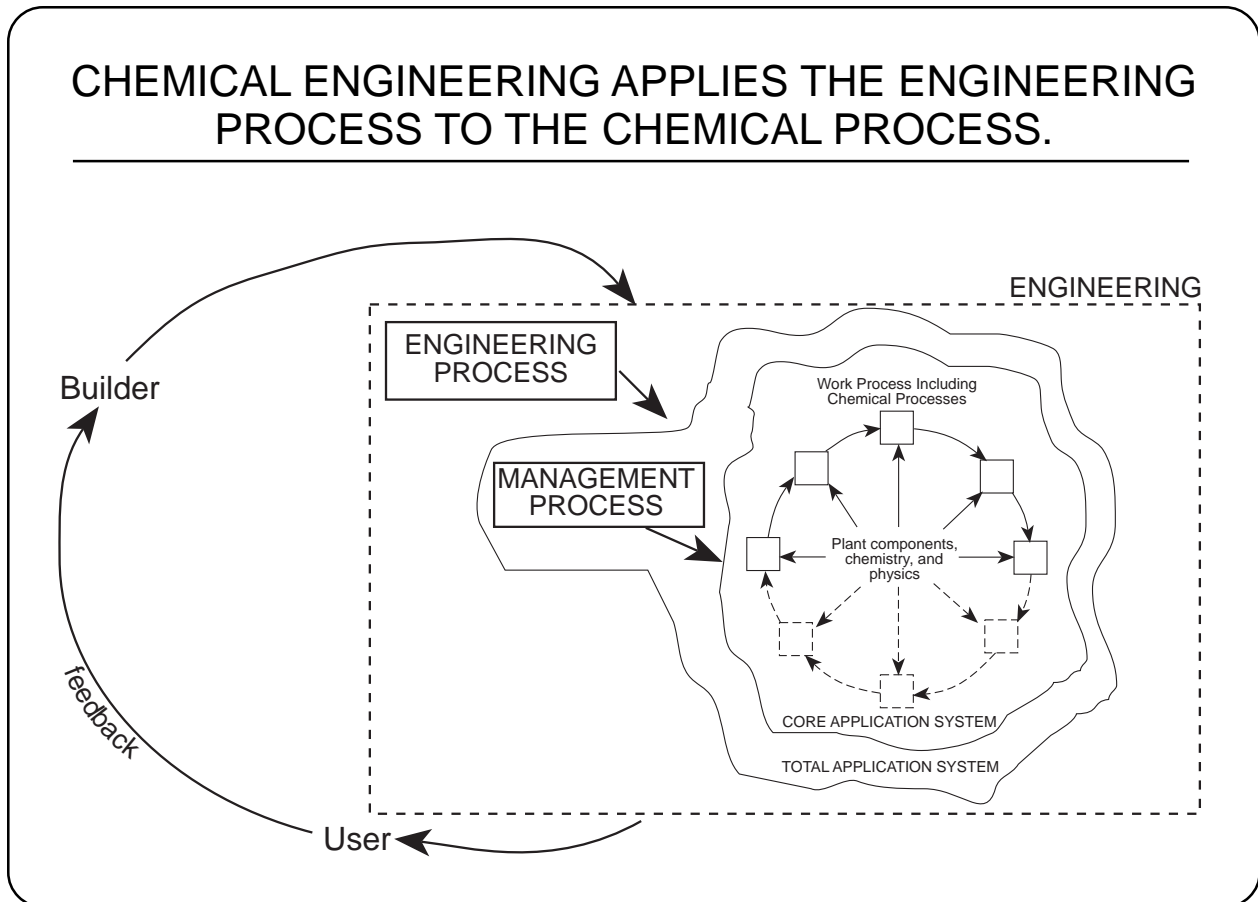 CHEMICAL ENGINEERING APPLIES THE ENGINEERING
PROCESS TO THE CHEMICAL PROCESS.
ENGINEERING
ENGINEERING
PROCESS
Builder
Work Process Including
Chemical Processes
MANAGEMENT
PROCESS
Plant components,
chemistry, and
physics
feedback
CORE APPLICATION SYSTEM
TOTAL APPLICATION SYSTEM
User